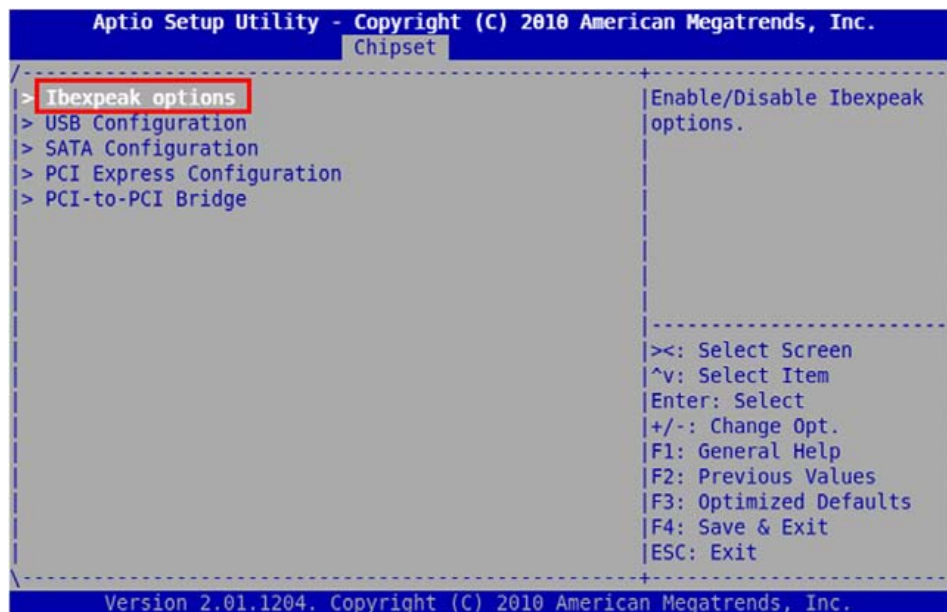 Aptio Setup Utility - Copyright (C) 2010 American Megatrends, Inc.
Chipset
> Ibexpeak options
> USB Configuration
> SATA Configuration
> PCI Express Configuration
> PCI-to-PCI Bridge
Enable/Disable Ibexpeak
options.
><: Select Screen
^v: Select Item
Enter: Select
+/-: Change Opt.
F1: General Help
F2: Previous Values
F3: Optimized Defaults
F4: Save & Exit
ESC: Exit
Version 2.01.1204. Copyright (C) 2010 American Megatrends, Inc.